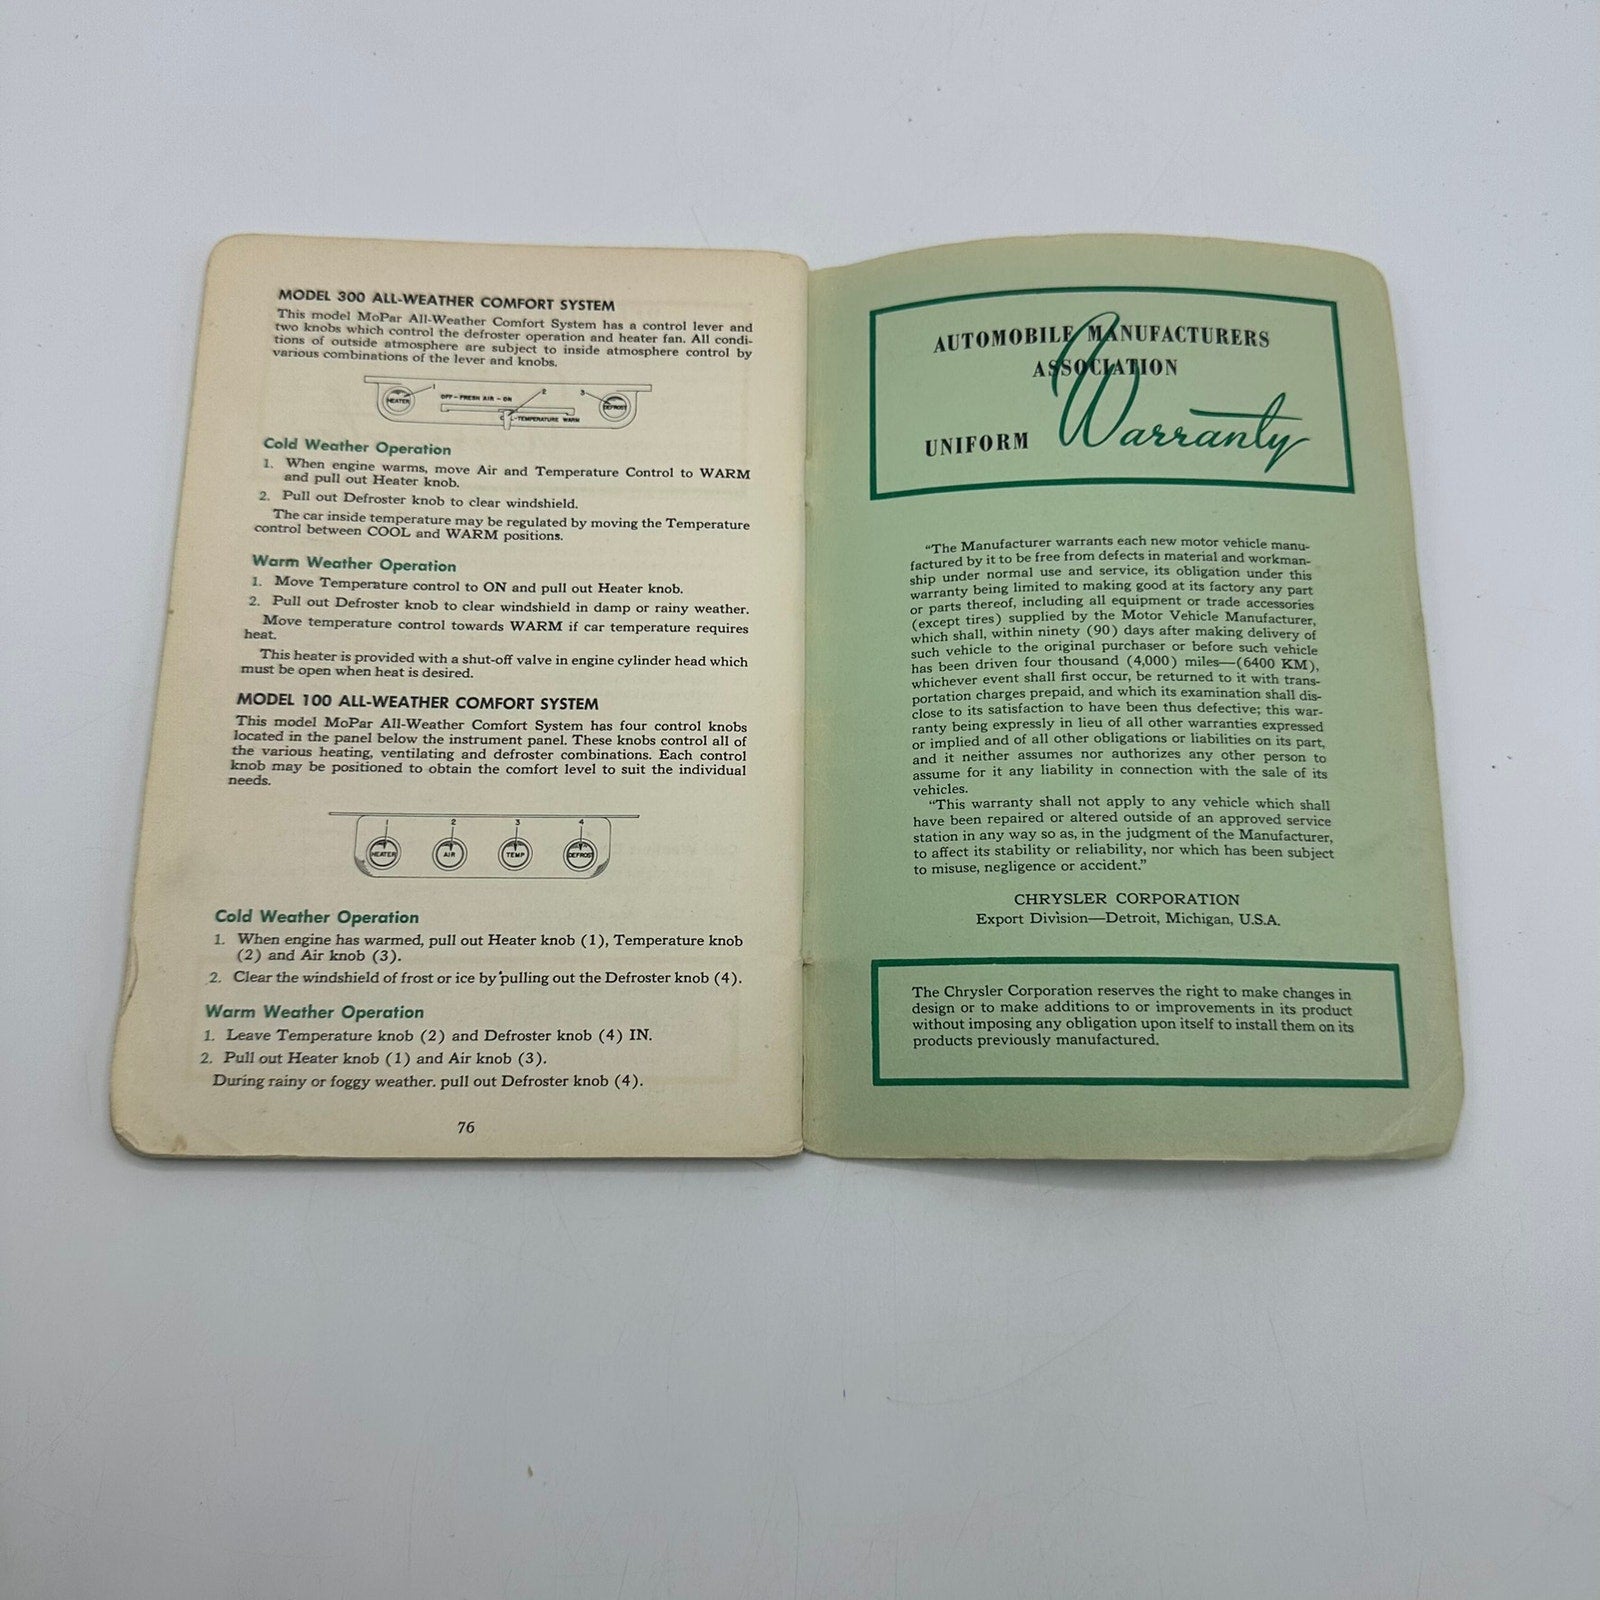 MODEL 300 ALL-WEATHER COMFORT SYSTEM
This model MoPar All-Weather Comfort System has a control lever and
two knobs which control the defroster operation and heater fan. All condi-
tions of outside atmosphere are subject to inside atmosphere control by
various combinations of the lever and knobs.
1 2 3
HEATER OFF-FRESH AIR-ON DEFROST
TEMPERATURE WARM
Cold Weather Operation
1. When engine warms, move Air and Temperature Control to WARM
and pull out Heater knob.
2. Pull out Defroster knob to clear windshield.
The car inside temperature may be regulated by moving the Temperature
control between COOL and WARM positions.
Warm Weather Operation
1. Move Temperature control to ON and pull out Heater knob.
2. Pull out Defroster knob to clear windshield in damp or rainy weather.
Move temperature control towards WARM if car temperature requires
heat.
This heater is provided with a shut-off valve in engine cylinder head which
must be open when heat is desired.
MODEL 100 ALL-WEATHER COMFORT SYSTEM
This model MoPar All-Weather Comfort System has four control knobs
located in the panel below the instrument panel. These knobs control all of
the various heating, ventilating and defroster combinations. Each control
knob may be positioned to obtain the comfort level to suit the individual
needs.
1 2 3 4
HEATER AIR TEMP DEFROST
Cold Weather Operation
1. When engine has warmed, pull out Heater knob (1), Temperature knob
(2) and Air knob (3).
2. Clear the windshield of frost or ice by pulling out the Defroster knob (4).
Warm Weather Operation
1. Leave Temperature knob (2) and Defroster knob (4) IN.
2. Pull out Heater knob (1) and Air knob (3).
During rainy or foggy weather. pull out Defroster knob (4).
76
AUTOMOBILE MANUFACTURERS
ASSOCIATION
UNIFORM Warranty
"The Manufacturer warrants each new motor vehicle manu-
factured by it to be free from defects in material and workman-
ship under normal use and service, its obligation under this
warranty being limited to making good at its factory any part
or parts thereof, including all equipment or trade accessories
(except tires) supplied by the Motor Vehicle Manufacturer,
which shall, within ninety (90) days after making delivery of
such vehicle to the original purchaser or before such vehicle
has been driven four thousand (4,000) miles—(6400 KM),
whichever event shall first occur, be returned to it with trans-
portation charges prepaid, and which its examination shall dis-
close to its satisfaction to have been thus defective; this war-
ranty being expressly in lieu of all other warranties expressed
or implied and of all other obligations or liabilities on its part,
and it neither assumes nor authorizes any other person to
assume for it any liability in connection with the sale of its
vehicles.
"This warranty shall not apply to any vehicle which shall
have been repaired or altered outside of an approved service
station in any way so as, in the judgment of the Manufacturer,
to affect its stability or reliability, nor which has been subject
to misuse, negligence or accident."
CHRYSLER CORPORATION
Export Division—Detroit, Michigan, U.S.A.
The Chrysler Corporation reserves the right to make changes in
design or to make additions to or improvements in its product
without imposing any obligation upon itself to install them on its
products previously manufactured.